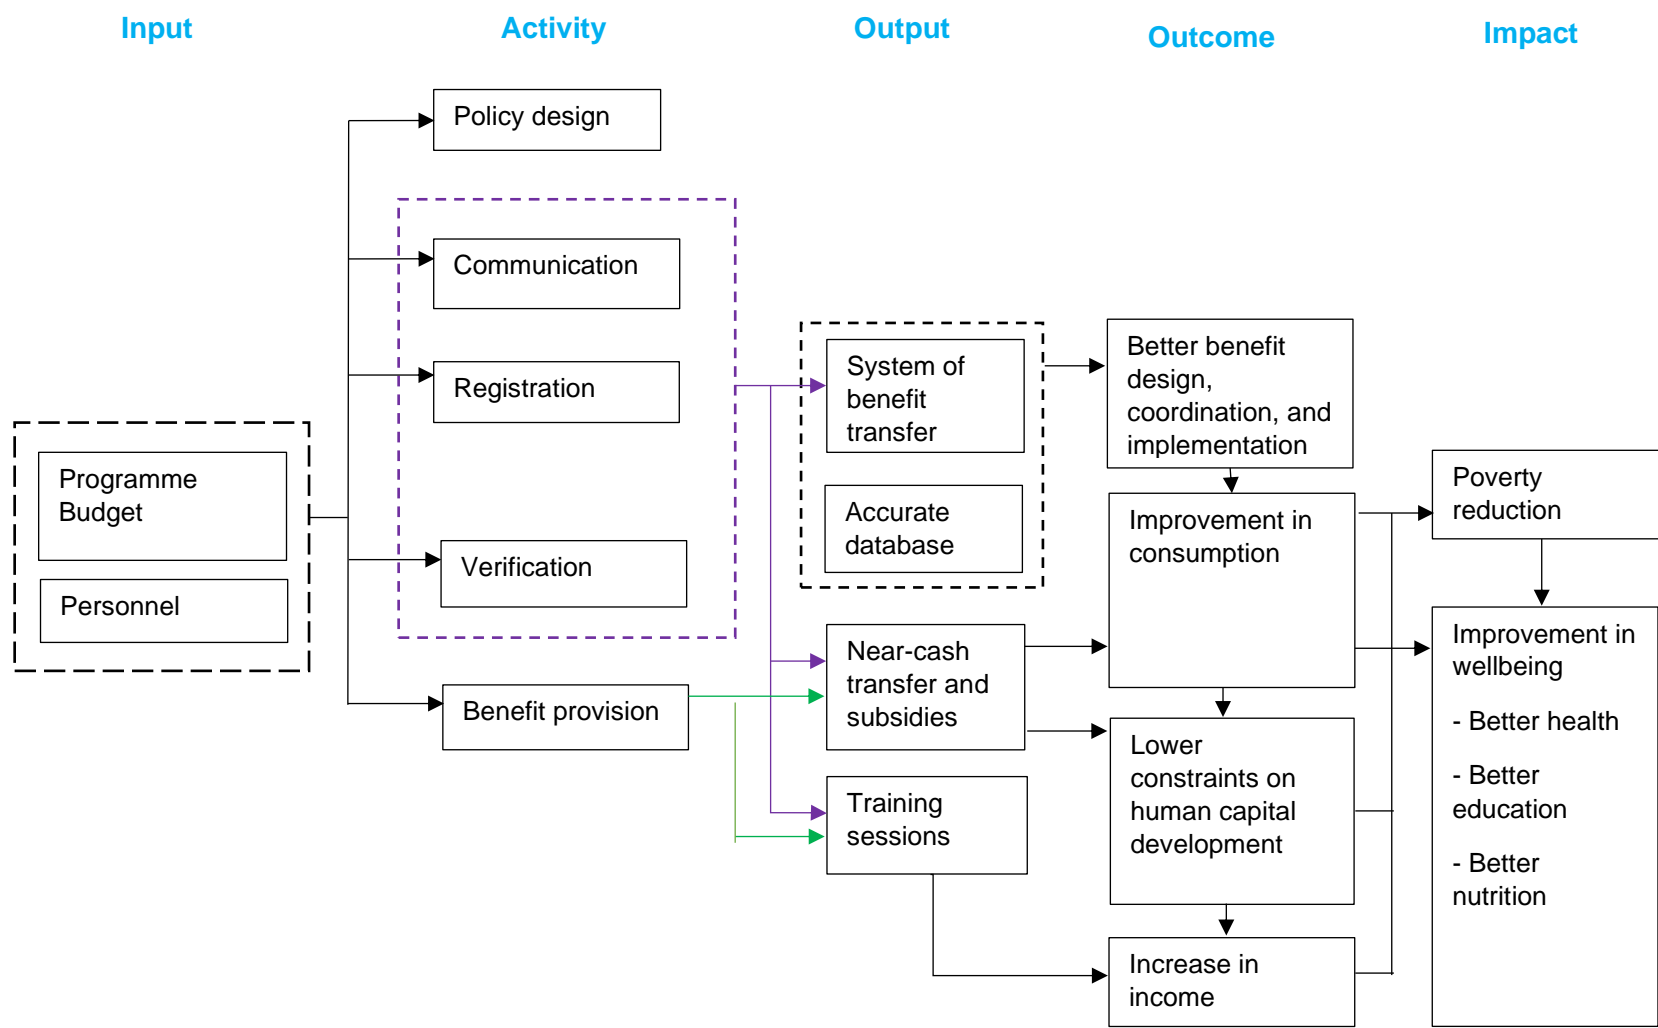 Input
Activity
Output
Outcome
Impact
Policy design
Communication
Registration
Verification
Benefit provision
Programme
Budget
Personnel
System of
benefit
transfer
Accurate
database
Near-cash
transfer and
subsidies
Training
sessions
Better benefit
design,
coordination, and
implementation
Improvement in
consumption
Lower
constraints on
human capital
development
Increase in
income
Poverty
reduction
Improvement in
wellbeing
- Better health
- Better
education
- Better
nutrition